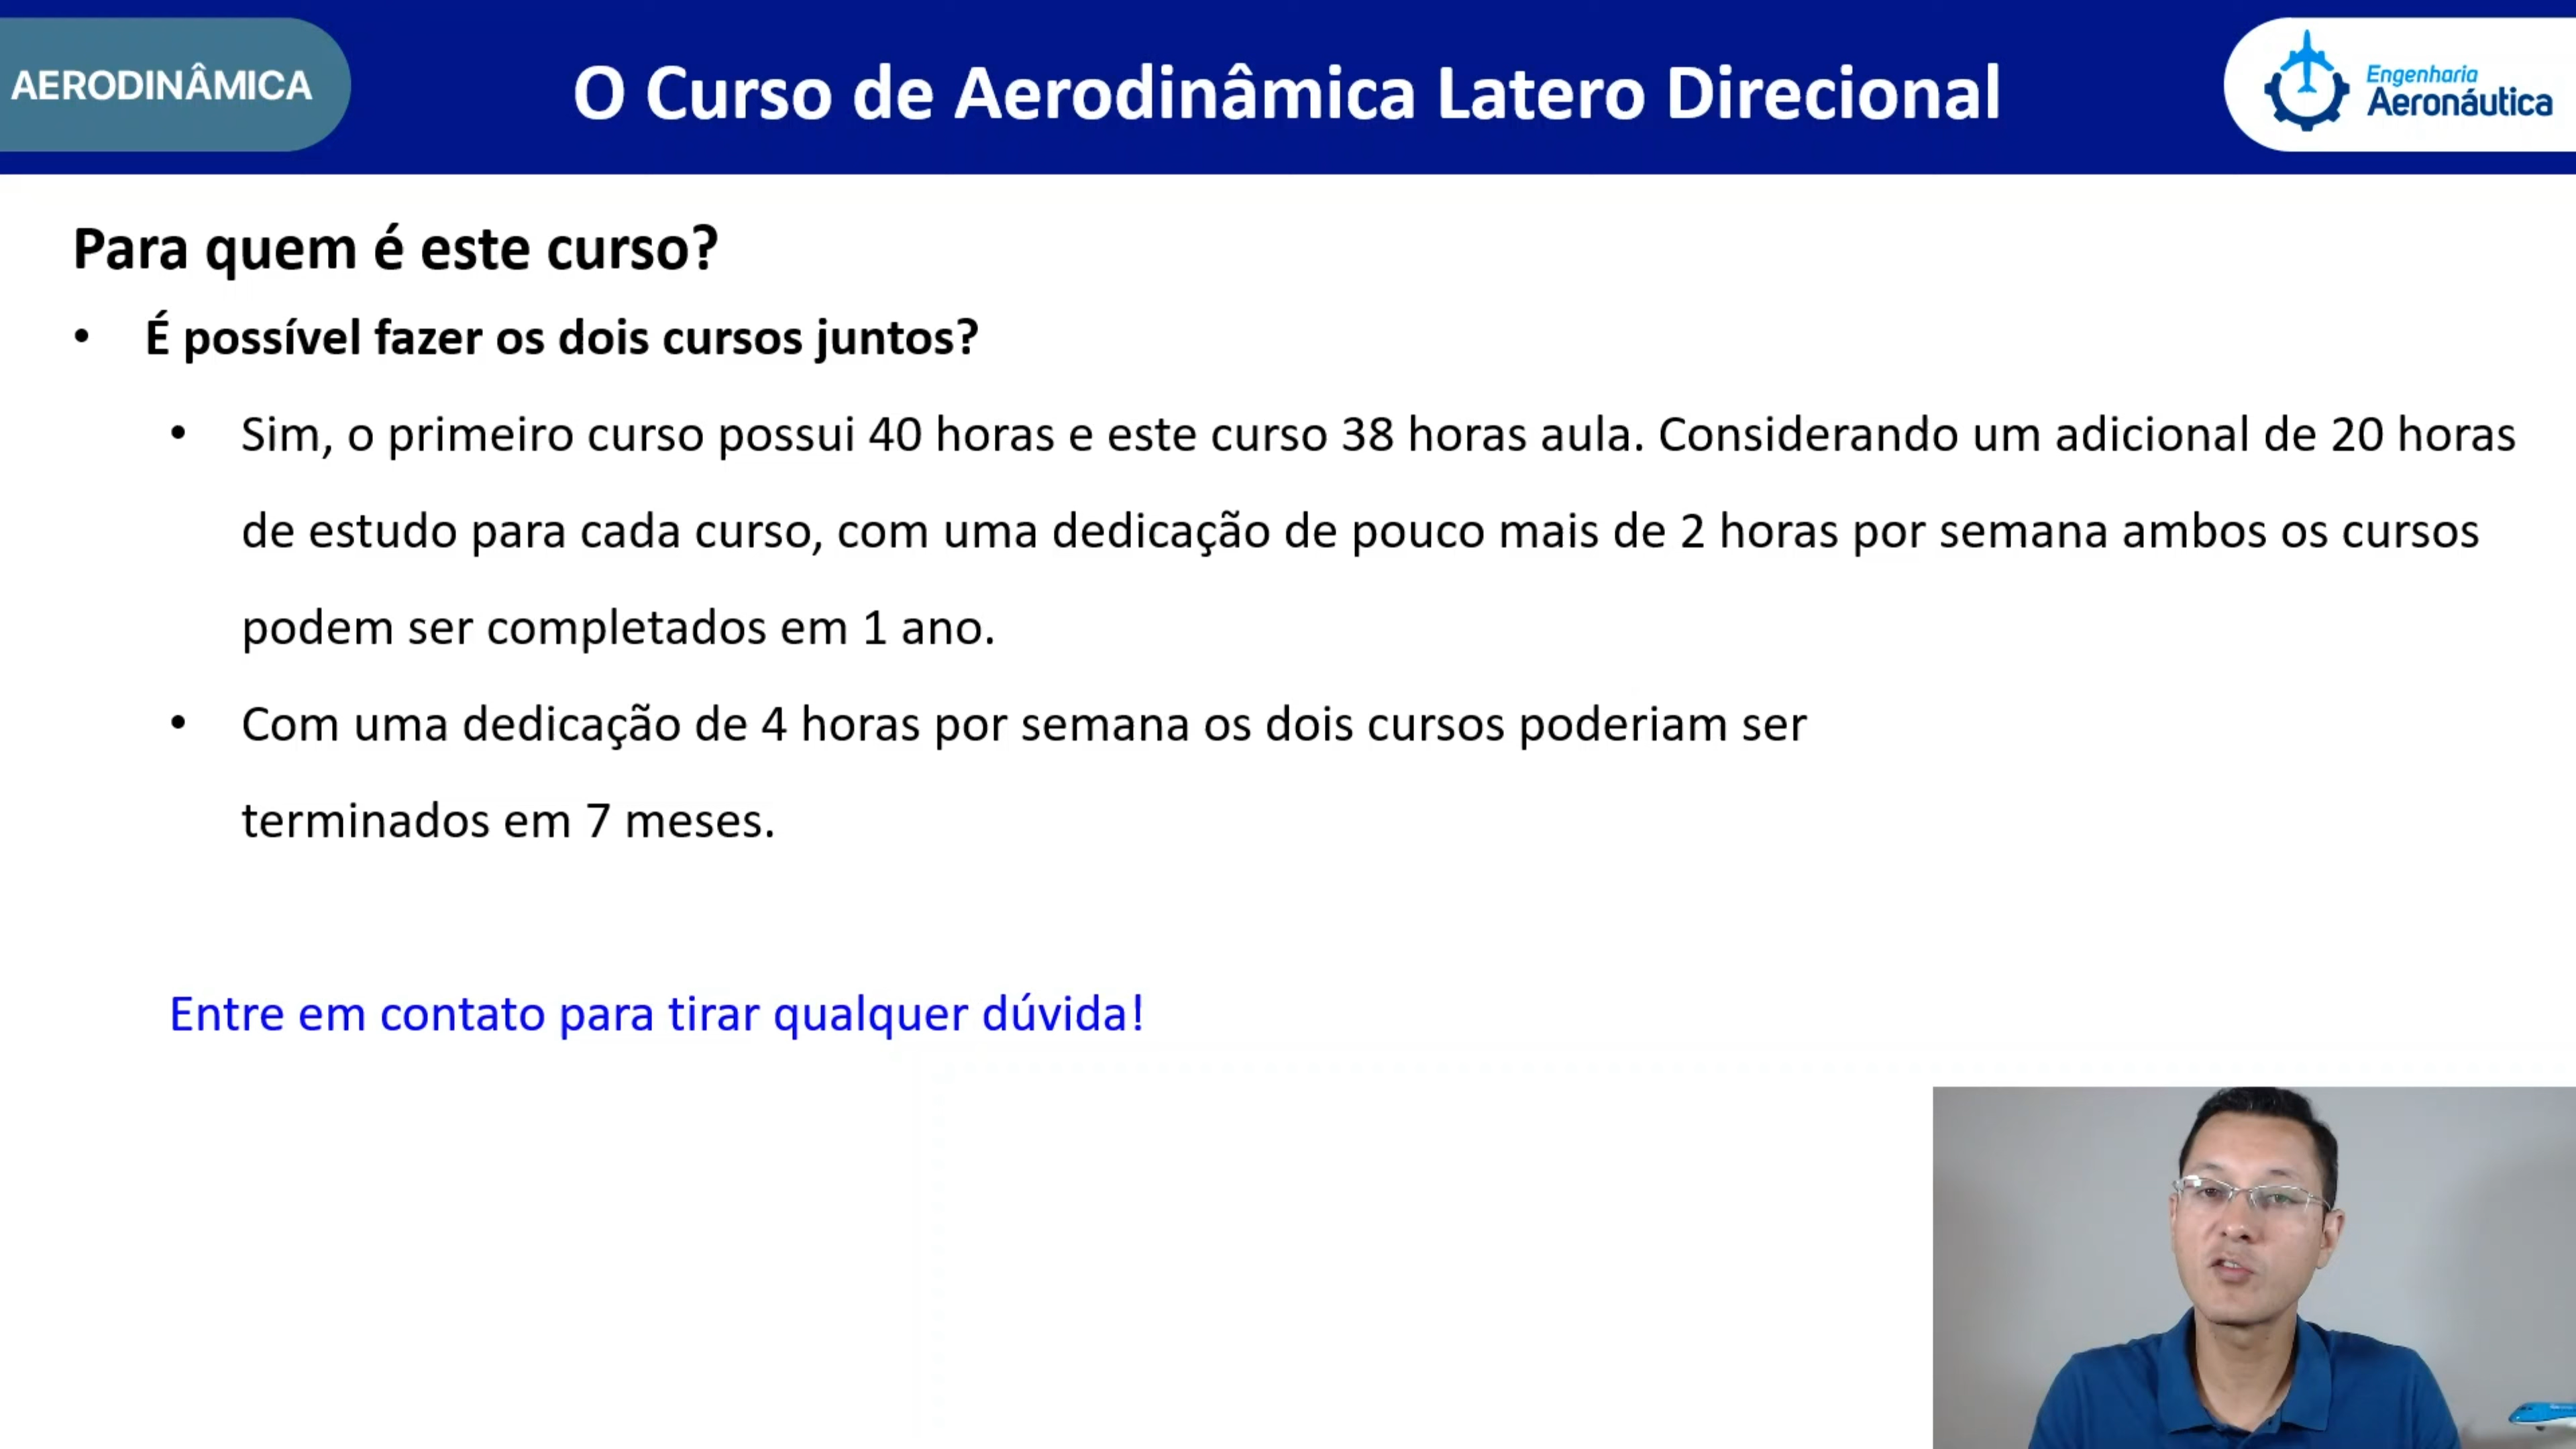 AERODINÂMICA
O Curso de Aerodinâmica Latero Direcional
Engenharia
Aeronáutica
Para quem é este curso?
• É possível fazer os dois cursos juntos?
• Sim, o primeiro curso possui 40 horas e este curso 38 horas aula. Considerando um adicional de 20 horas
de estudo para cada curso, com uma dedicação de pouco mais de 2 horas por semana ambos os cursos
podem ser completados em 1 ano.
• Com uma dedicação de 4 horas por semana os dois cursos poderiam ser
terminados em 7 meses.
Entre em contato para tirar qualquer dúvida!